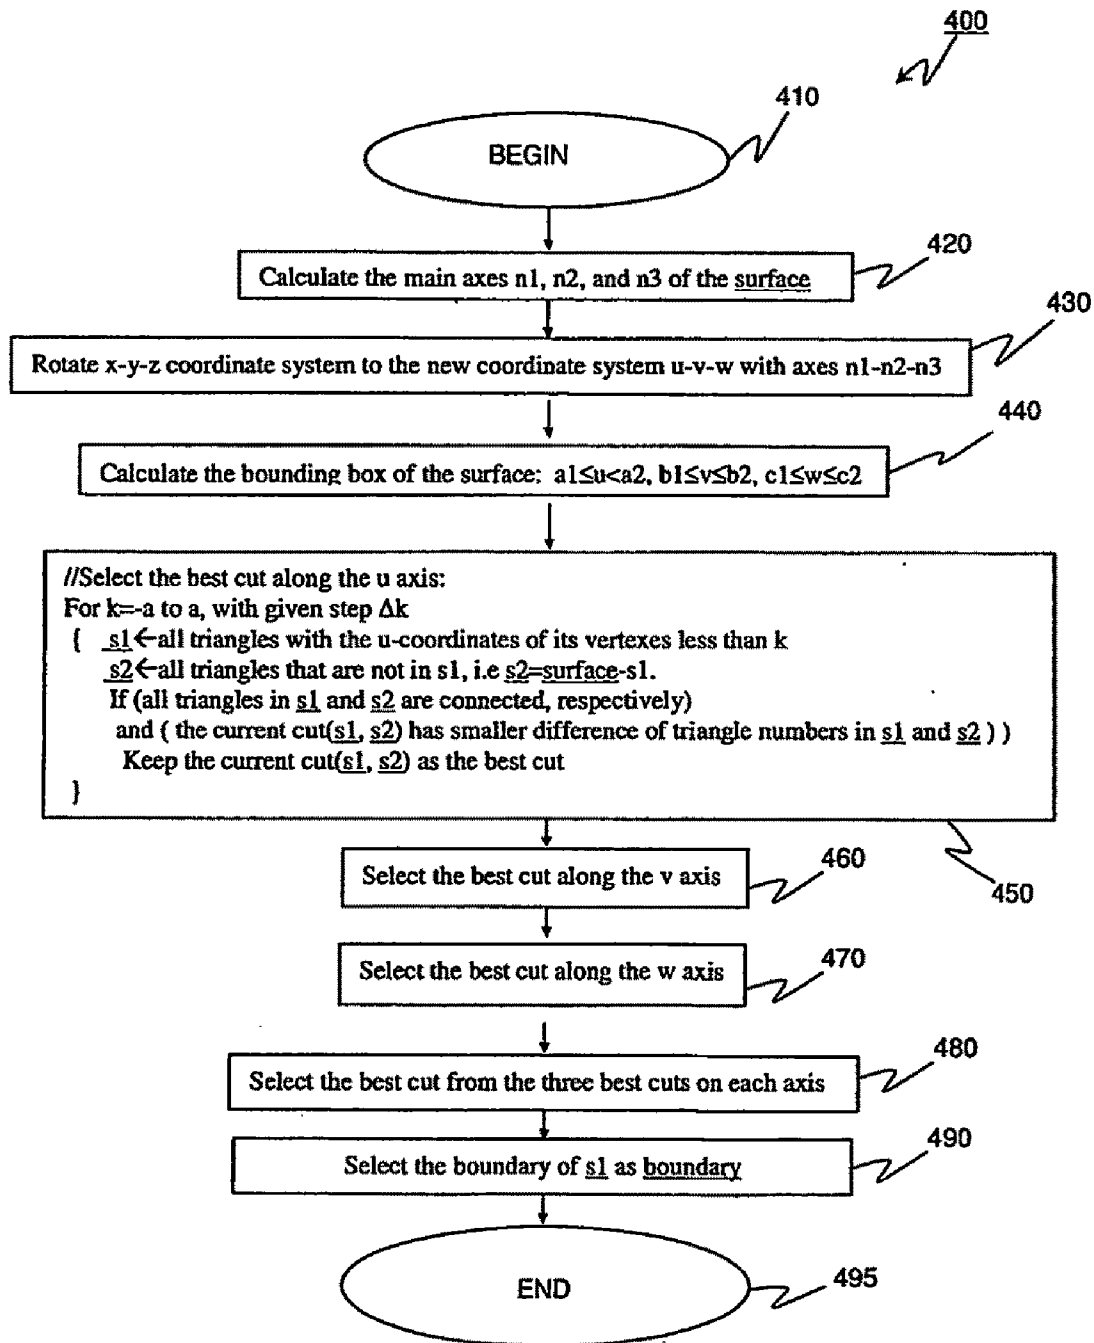 400
410
BEGIN
420
Calculate the main axes n1, n2, and n3 of the surface
430
Rotate x-y-z coordinate system to the new coordinate system u-v-w with axes n1-n2-n3
440
Calculate the bounding box of the surface: a1≤u<a2, b1≤v≤b2, c1≤w≤c2
//Select the best cut along the u axis:
For k=-a to a, with given step Δk
{ s1←all triangles with the u-coordinates of its vertexes less than k
s2←all triangles that are not in s1, i.e s2=surface-s1.
If (all triangles in s1 and s2 are connected, respectively)
and ( the current cut(s1, s2) has smaller difference of triangle numbers in s1 and s2 ) )
Keep the current cut(s1, s2) as the best cut
}
450
460
Select the best cut along the v axis
470
Select the best cut along the w axis
480
Select the best cut from the three best cuts on each axis
490
Select the boundary of s1 as boundary
END
495